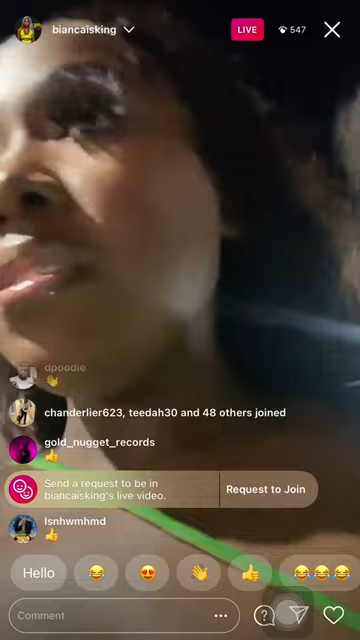 biancaisking
LIVE
547
dpoodie
chanderlier623, teedah30 and 48 others joined
gold_nugget_records
Send a request to be in
biancaisking's live video.
Request to Join
lsnhwmhmd
Hello
Comment